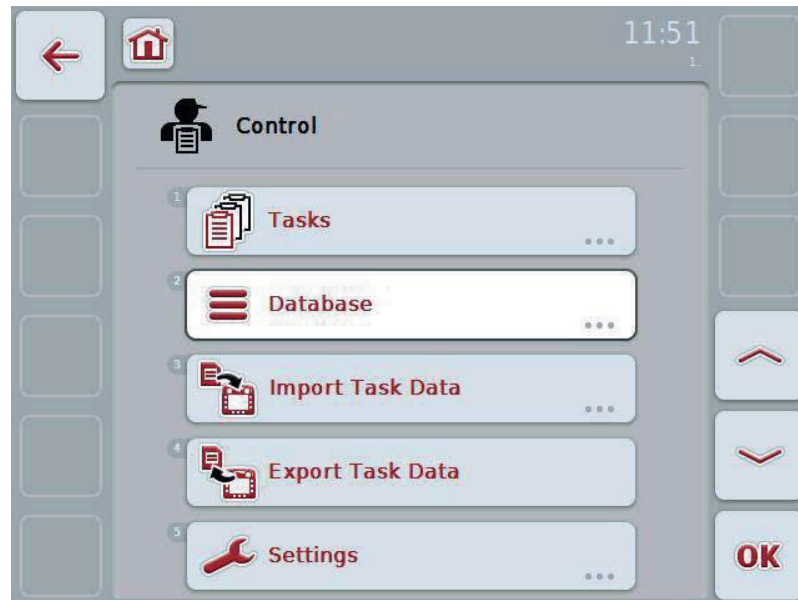 11:51
1.
Control
1
Tasks
2
Database
3
Import Task Data
4
Export Task Data
5
Settings
OK